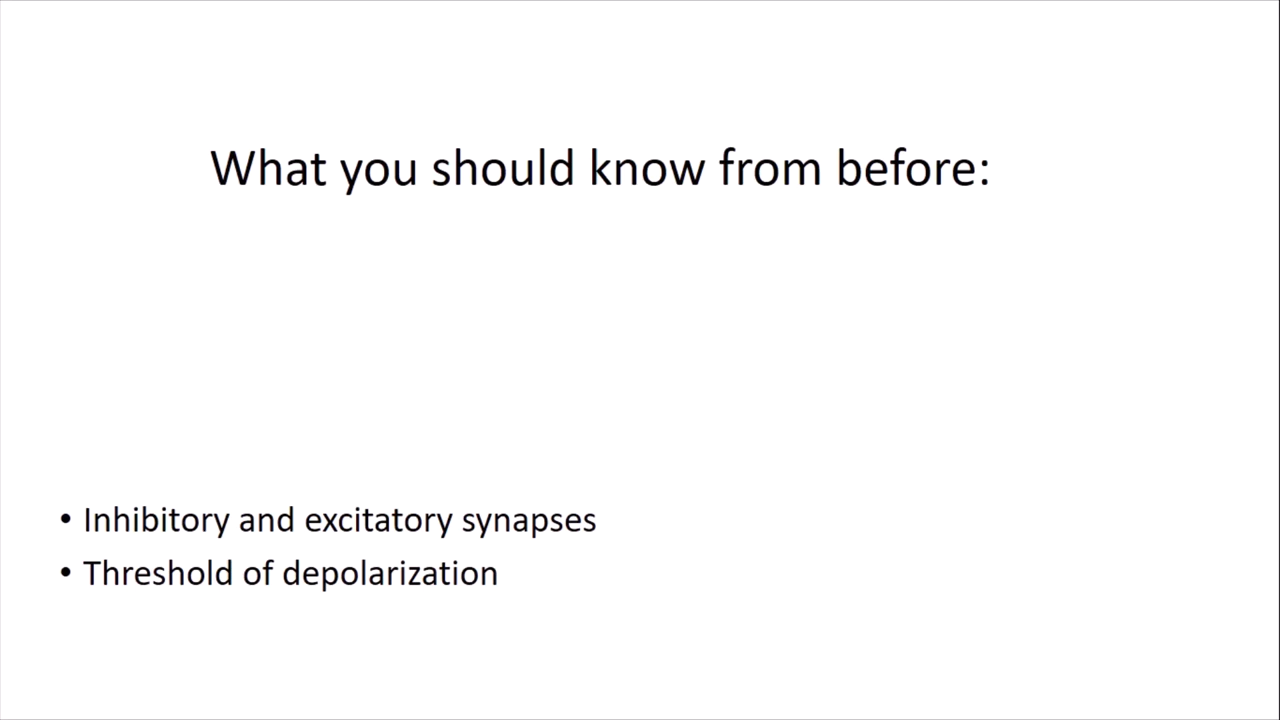 What you should know from before:
• Inhibitory and excitatory synapses
• Threshold of depolarization